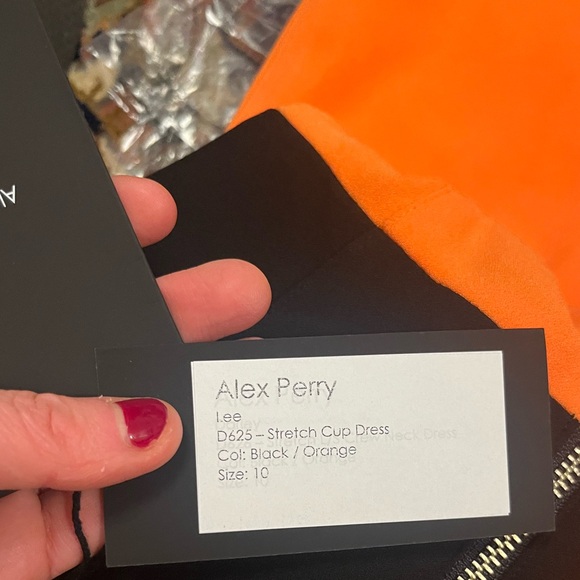 Alex Perry
Lee
D625 – Stretch Cup Dress
Col: Black / Orange
Size: 10